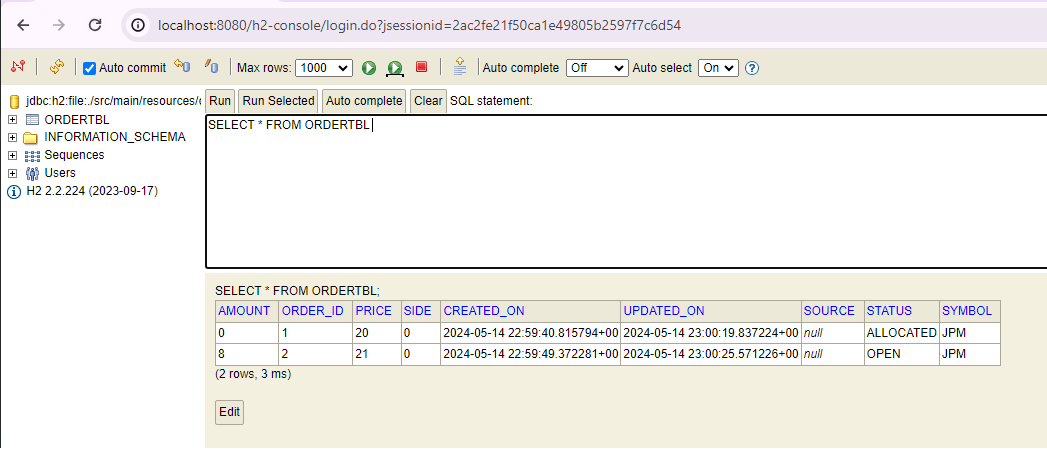 localhost:8080/h2-console/login.do?jsessionid=2ac2fe21f50ca1e49805b2597f7c6d54
Auto commit Max rows: 1000 Auto complete Off Auto select On ?
jdbc:h2:file:./src/main/resources/
ORDERTBL
INFORMATION_SCHEMA
Sequences
Users
H2 2.2.224 (2023-09-17)
Run Run Selected Auto complete Clear SQL statement:
SELECT * FROM ORDERTBL
SELECT * FROM ORDERTBL;
AMOUNT ORDER_ID PRICE SIDE CREATED_ON UPDATED_ON SOURCE STATUS SYMBOL
0 1 20 0 2024-05-14 22:59:40.815794+00 2024-05-14 23:00:19.837224+00 null ALLOCATED JPM
8 2 21 0 2024-05-14 22:59:49.372281+00 2024-05-14 23:00:25.571226+00 null OPEN JPM
(2 rows, 3 ms)
Edit